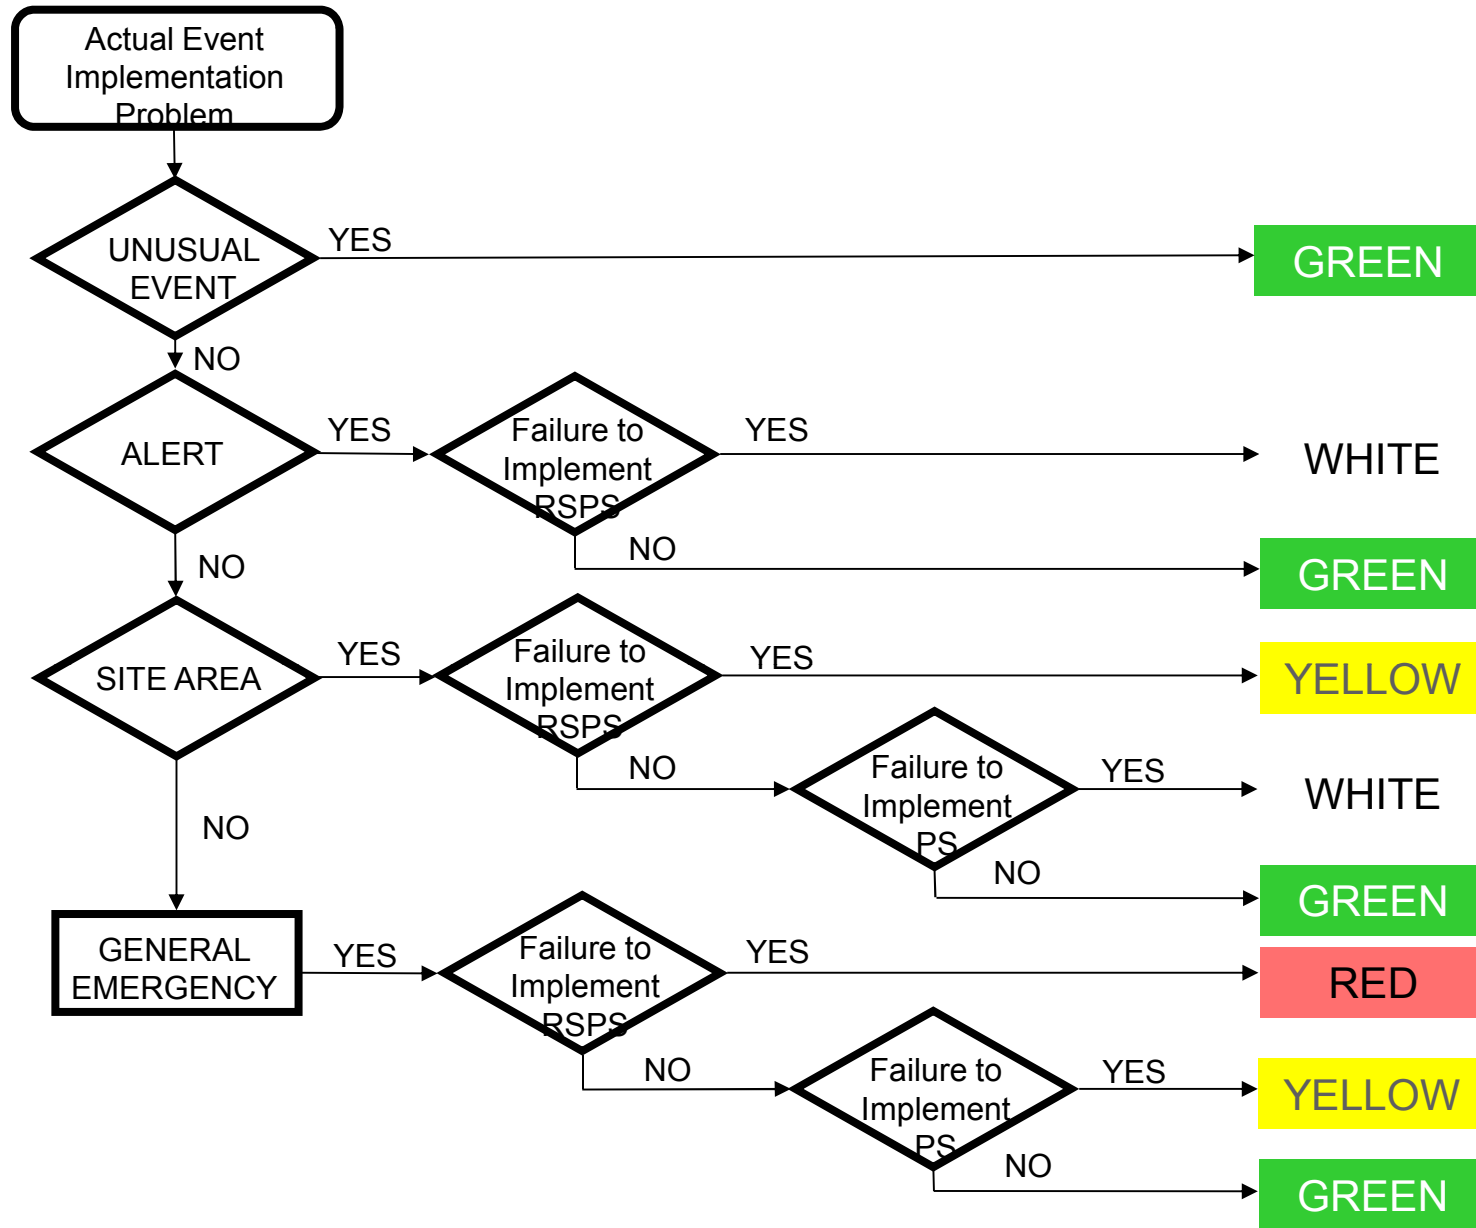 Actual Event
Implementation
Problem
UNUSUAL
EVENT
YES
GREEN
NO
ALERT
YES
Failure to
Implement
RSPS
YES
WHITE
NO
GREEN
NO
SITE AREA
YES
Failure to
Implement
RSPS
YES
YELLOW
NO
Failure to
Implement
PS
YES
WHITE
NO
GREEN
NO
GENERAL
EMERGENCY
YES
Failure to
Implement
RSPS
YES
RED
NO
Failure to
Implement
PS
YES
YELLOW
NO
GREEN